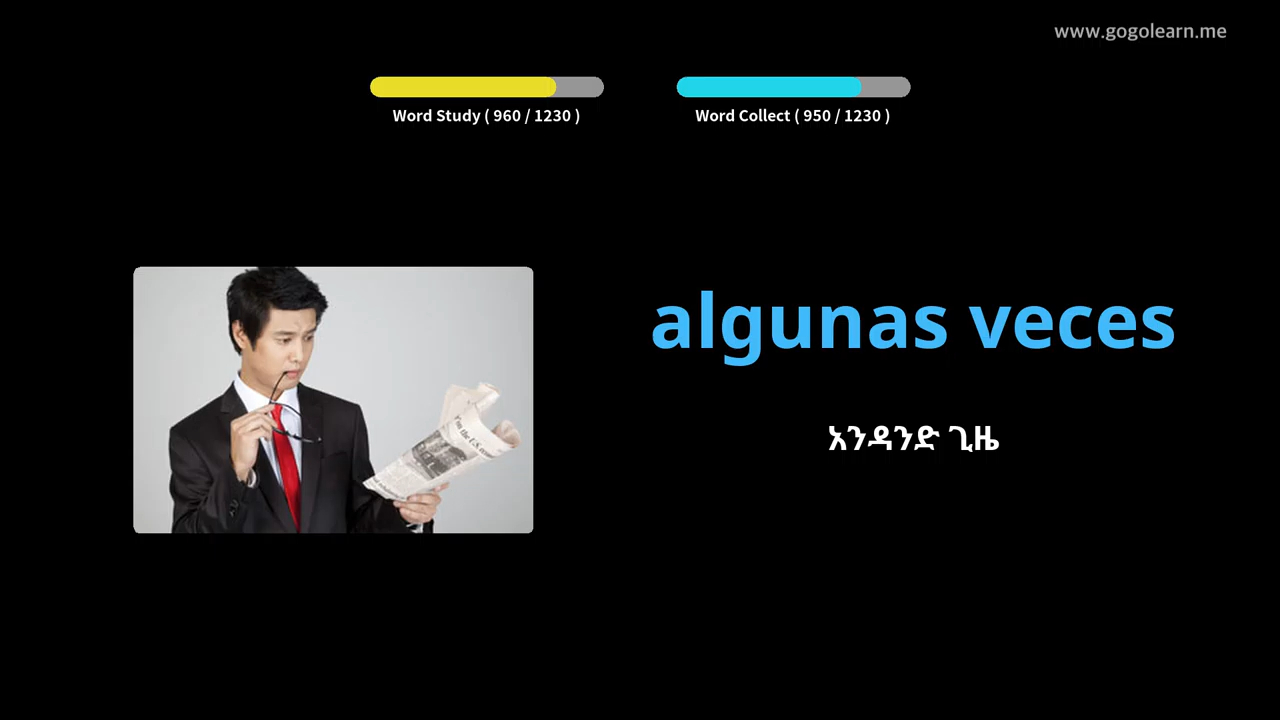 www.gogolearn.me
Word Study ( 960 / 1230 )
Word Collect ( 950 / 1230 )
algunas veces
አንዳንድ ጊዜ